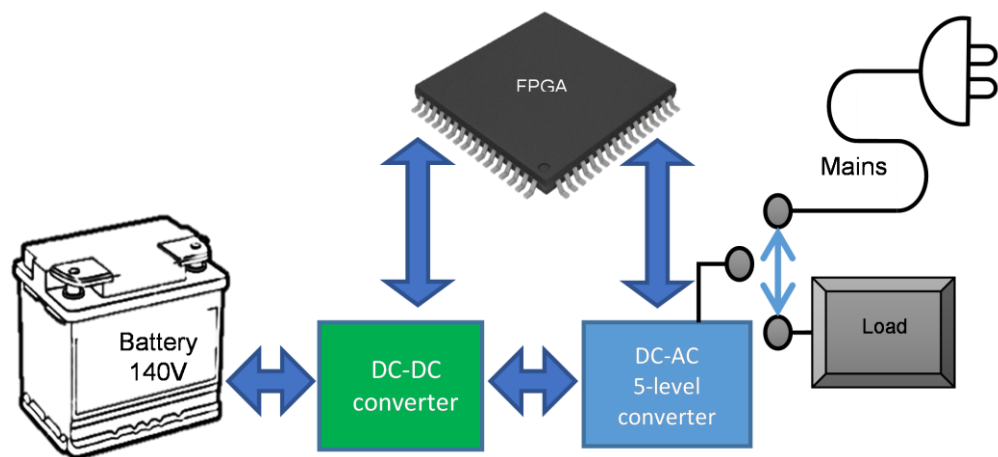 FPGA
Mains
Battery
140V
DC-DC
converter
DC-AC
5-level
converter
Load